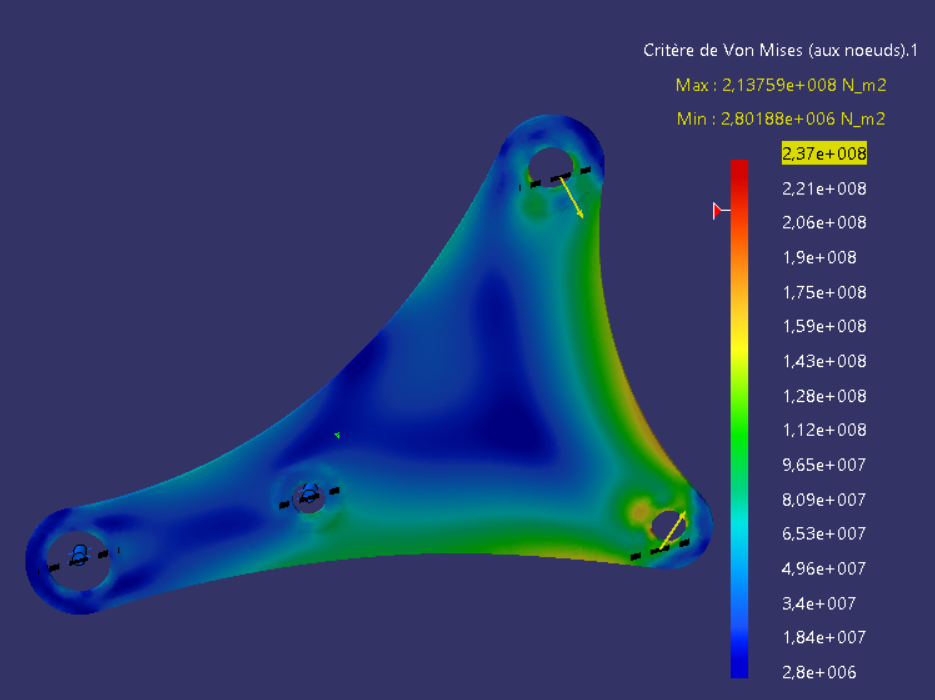 Critère de Von Mises (aux noeuds).1
Max : 2,13759e+008 N_m2
Min : 2,80188e+006 N_m2
2,37e+008
2,21e+008
2,06e+008
1,9e+008
1,75e+008
1,59e+008
1,43e+008
1,28e+008
1,12e+008
9,65e+007
8,09e+007
6,53e+007
4,96e+007
3,4e+007
1,84e+007
2,8e+006